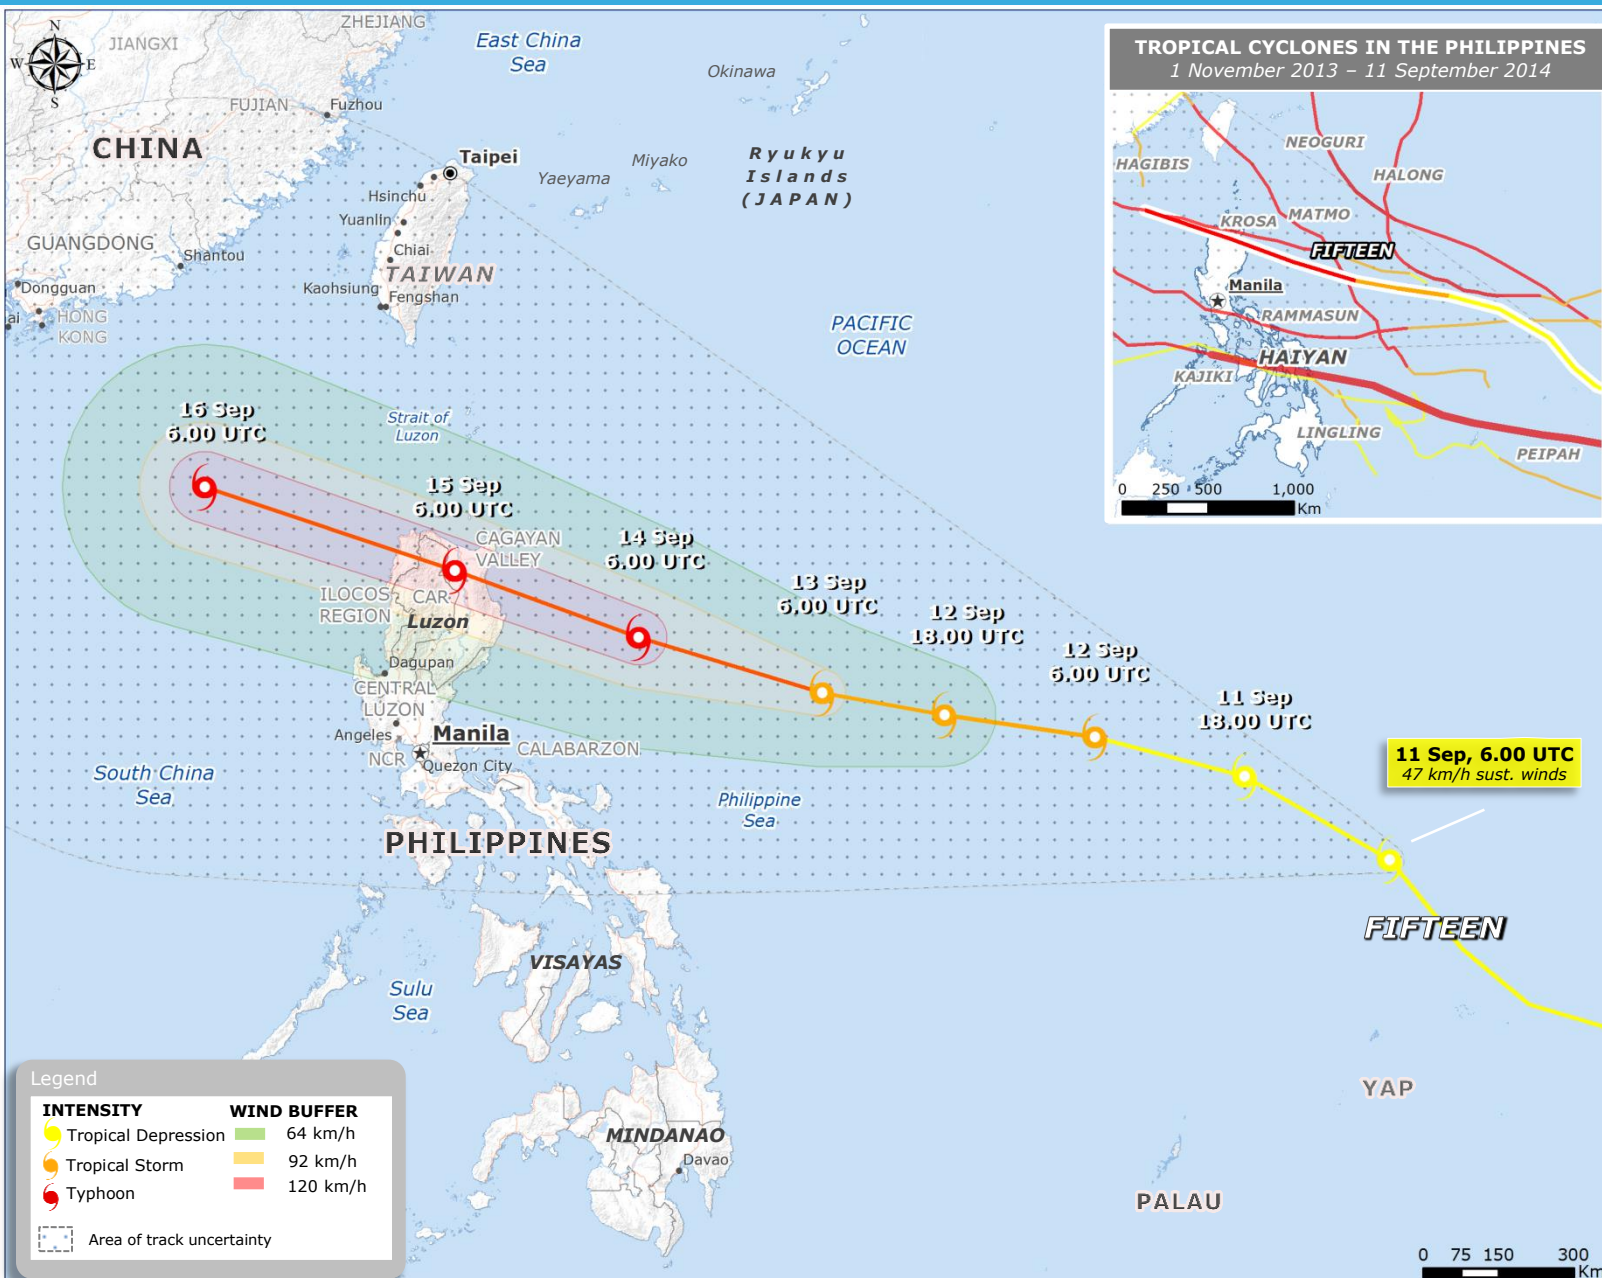 N
W
E
S
JIANGXI
ZHEJIANG
East China
Sea
Okinawa
FUJIAN
Fuzhou
CHINA
Taipei
Miyako
Yaeyama
Ryukyu
Islands
(JAPAN)
Hsinchu
YuanlIn
Chiai
TAIWAN
GUANGDONG
Shantou
Dongguan
Kaohsiung
Fengshan
ai
HONG
KONG
PACIFIC
OCEAN
16 Sep
6.00 UTC
Strait of
Luzon
15 Sep
6.00 UTC
CAGAYAN
VALLEY
14 Sep
6.00 UTC
13 Sep
6.00 UTC
12 Sep
18.00 UTC
12 Sep
6.00 UTC
11 Sep
18.00 UTC
11 Sep, 6.00 UTC
47 km/h sust. winds
ILOCOS
REGION
CAR
Luzon
Dagupan
CENTRAL
LUZON
Angeles
Manila
NCR
Quezon City
CALABARZON
South China
Sea
Philippine
Sea
PHILIPPINES
FIFTEEN
VISAYAS
Sulu
Sea
YAP
MINDANAO
Davao
PALAU
TROPICAL CYCLONES IN THE PHILIPPINES
1 November 2013 – 11 September 2014
HAGIBIS
NEOGURI
HALONG
KROSA
MATMO
FIFTEEN
Manila
RAMMASUN
HAIYAN
KAJIKI
LINGLING
PEIPAH
0 250 500 1,000
Km
Legend
INTENSITY
Tropical Depression
Tropical Storm
Typhoon
WIND BUFFER
64 km/h
92 km/h
120 km/h
Area of track uncertainty
0 75 150 300
Km